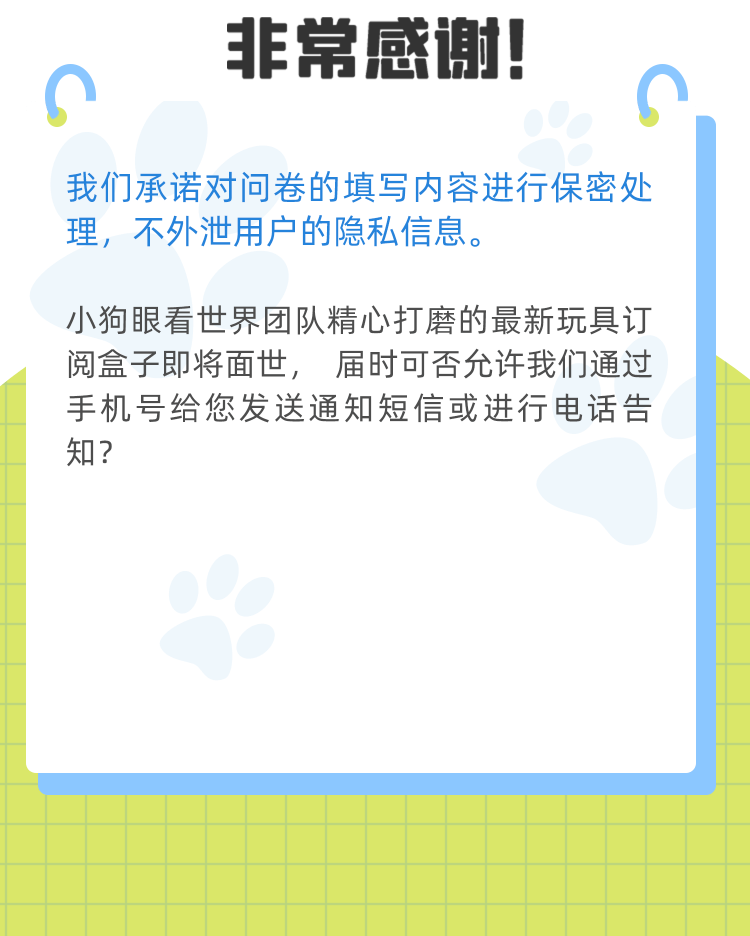 非常感谢!
我们承诺对问卷的填写内容进行保密处
理，不外泄用户的隐私信息。
小狗眼看世界团队精心打磨的最新玩具订
阅盒子即将面世， 届时可否允许我们通过
手机号给您发送通知短信或进行电话告
知?